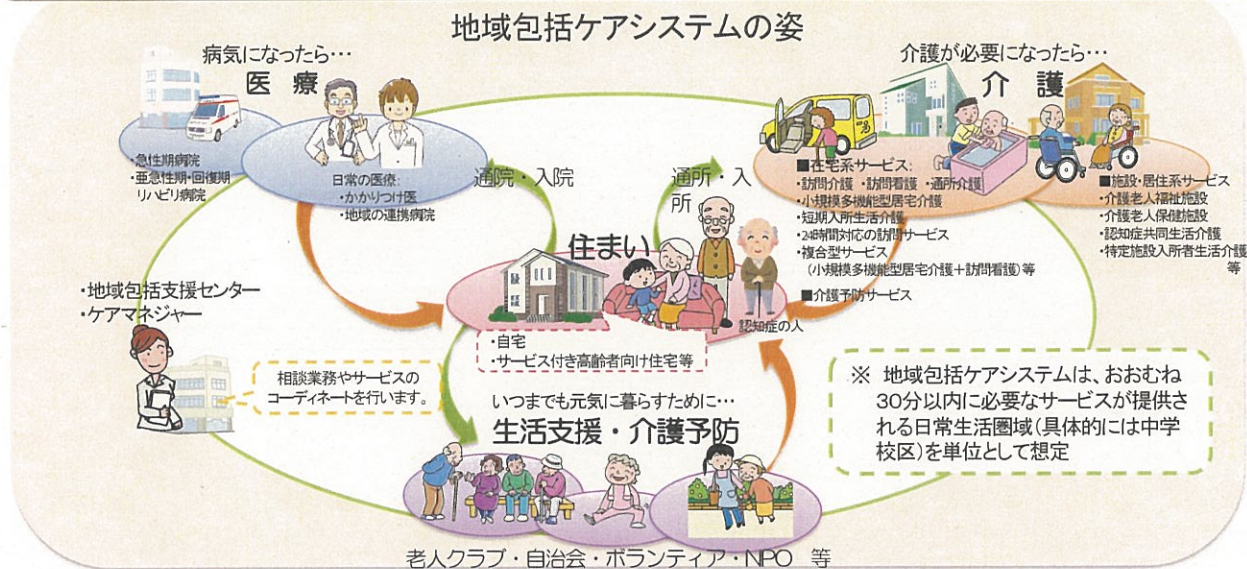 地域包括ケアシステムの姿
病気になったら…
医 療
・急性期病院
・亜急性期・回復期
リハビリ病院
日常の医療:
・かかりつけ医
・地域の連携病院
通院・入院
通所・入
所
介護が必要になったら…
介 護
■在宅系サービス:
・訪問介護 ・訪問看護 ・通所介護
・小規模多機能型居宅介護
・短期入所生活介護
・24時間対応の訪問サービス
・複合型サービス
(小規模多機能型居宅介護+訪問看護)等
■介護予防サービス
■施設・居住系サービス
・介護老人福祉施設
・介護老人保健施設
・認知症共同生活介護
・特定施設入所者生活介護
等
住まい
認知症の人
・自宅
・サービス付き高齢者向け住宅等
・地域包括支援センター
・ケアマネジャー
相談業務やサービスの
コーディネートを行います。
いつまでも元気に暮らすために…
生活支援・介護予防
老人クラブ・自治会・ボランティア・NPO 等
※ 地域包括ケアシステムは、おおむね
30分以内に必要なサービスが提供さ
れる日常生活圏域(具体的には中学
校区)を単位として想定